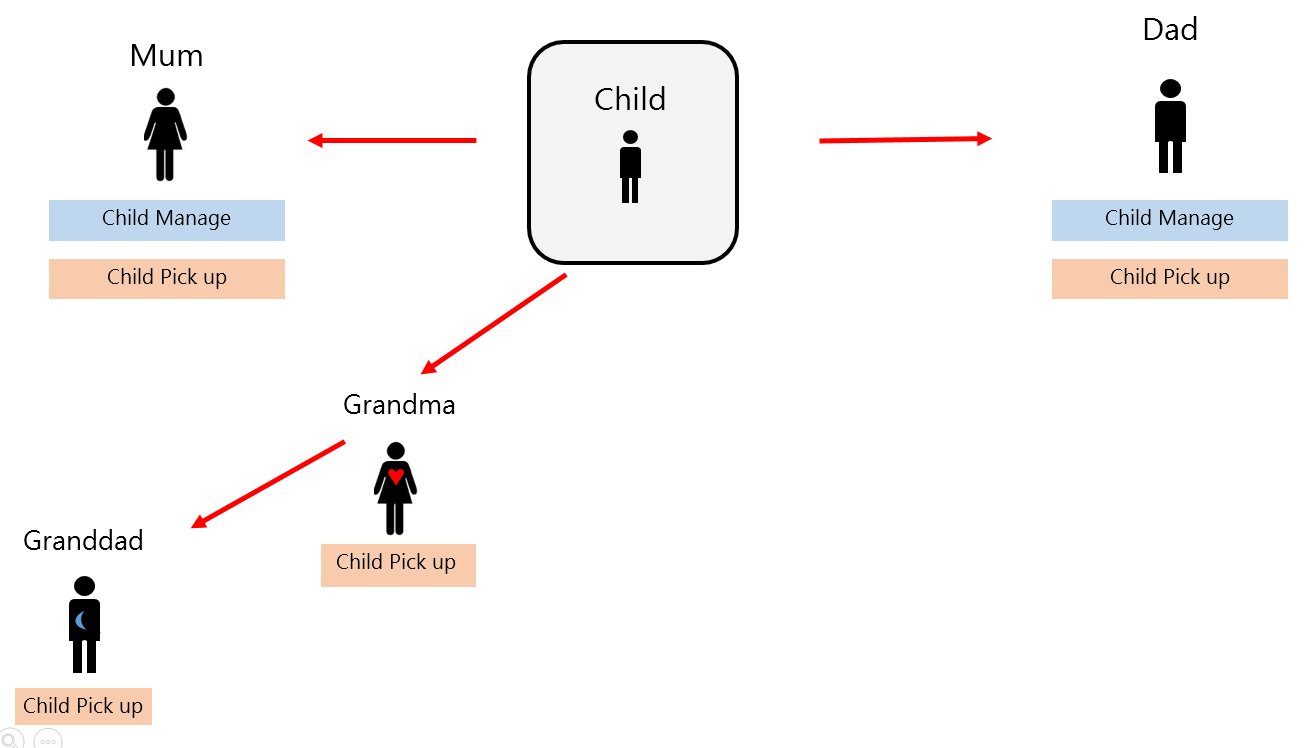 Mum
Child
Dad
Child Manage
Child Manage
Child Pick up
Child Pick up
Grandma
Child Pick up
Granddad
Child Pick up